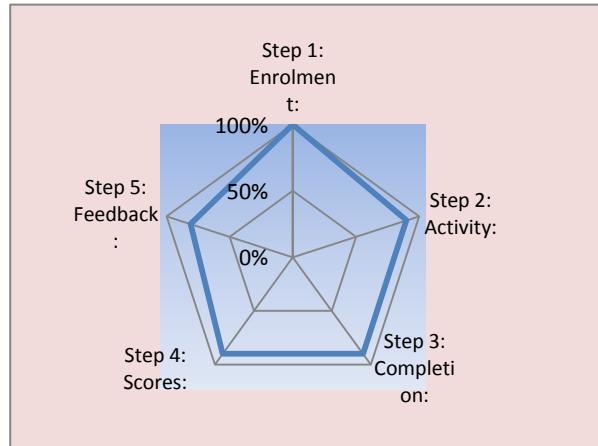 Step 1:
Enrolmen
t:
100%
50%
0%
Step 2:
Activity:
Step 3:
Completi
on:
Step 4:
Scores:
Step 5:
Feedback
: